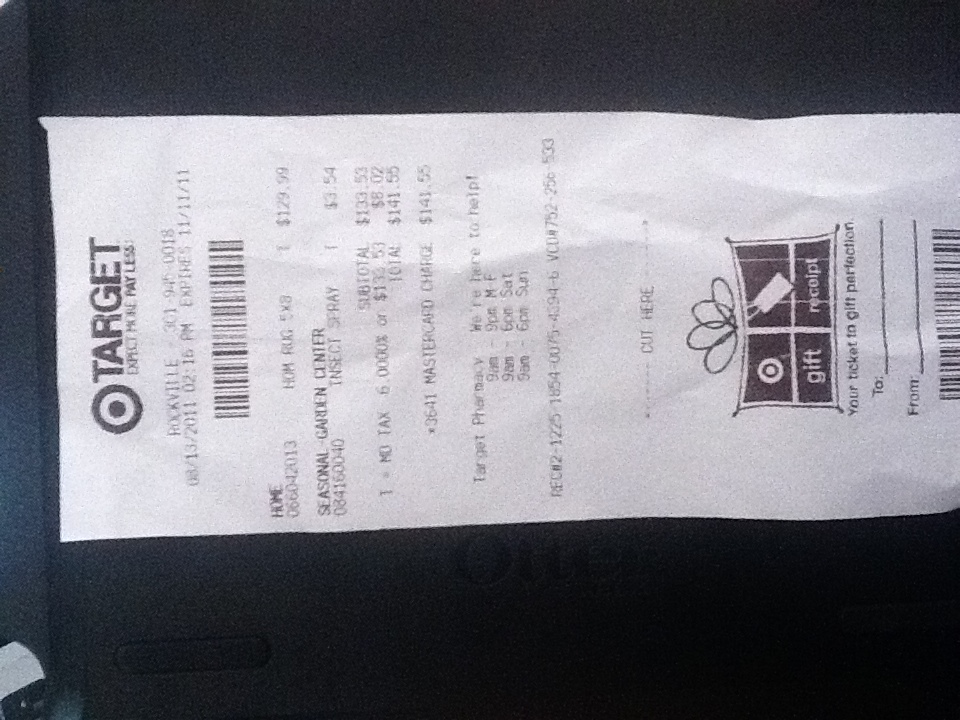 TARGET
EXPECT MORE. PAY LESS.
ROCKVILLE - 301-945-0018
08/13/2011 02:16 PM EXPIRES 11/11/11
HOME
066042013 HOM RUG 5X8 T $129.99
SEASONAL-GARDEN CENTER
084160040 INSECT SPRAY T $3.54
SUBTOTAL $133.53
T = MD TAX 6.0000% on $133.53 $8.02
TOTAL $141.55
*3641 MASTERCARD CHARGE $141.55
Target Pharmacy We're here to help!
9am - 9pm M-F
9am - 6pm Sat
9am - 6pm Sun
REC#2-1225-1854-0075-4394-6 VCD#752-256-533
CUT HERE
gift receipt
Your ticket to gift perfection.
To:
From: